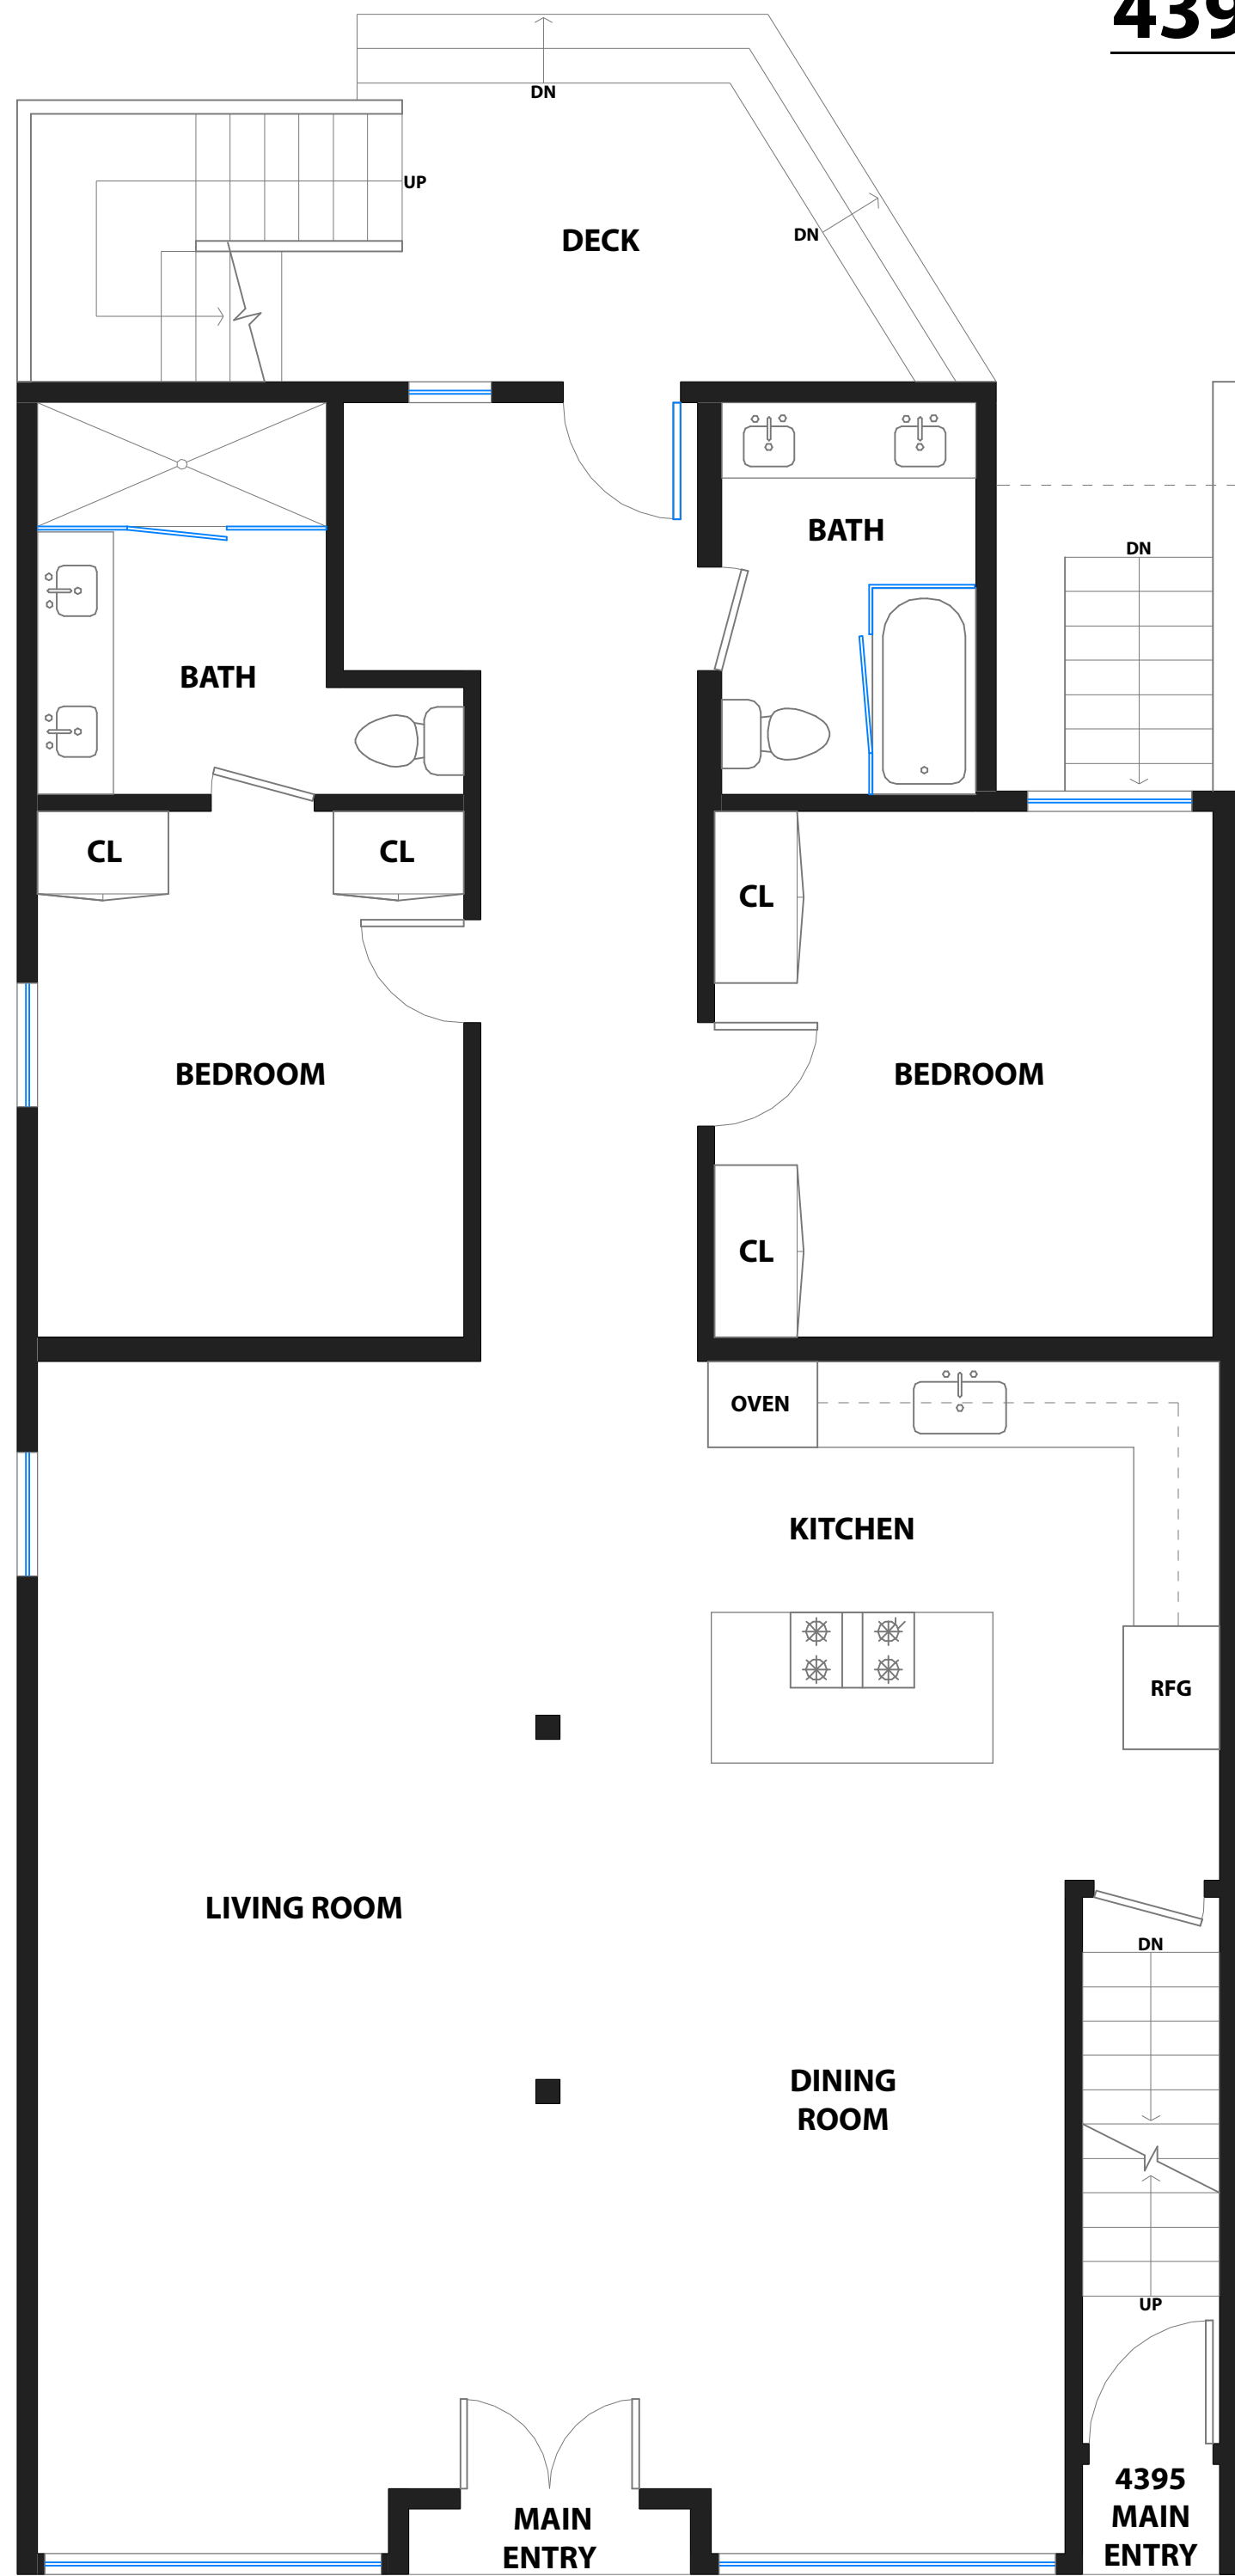 439
DN
UP
DECK
DN
BATH
DN
BATH
CL
CL
CL
BEDROOM
BEDROOM
CL
OVEN
KITCHEN
RFG
LIVING ROOM
DN
DINING
ROOM
UP
4395
MAIN
ENTRY
MAIN
ENTRY